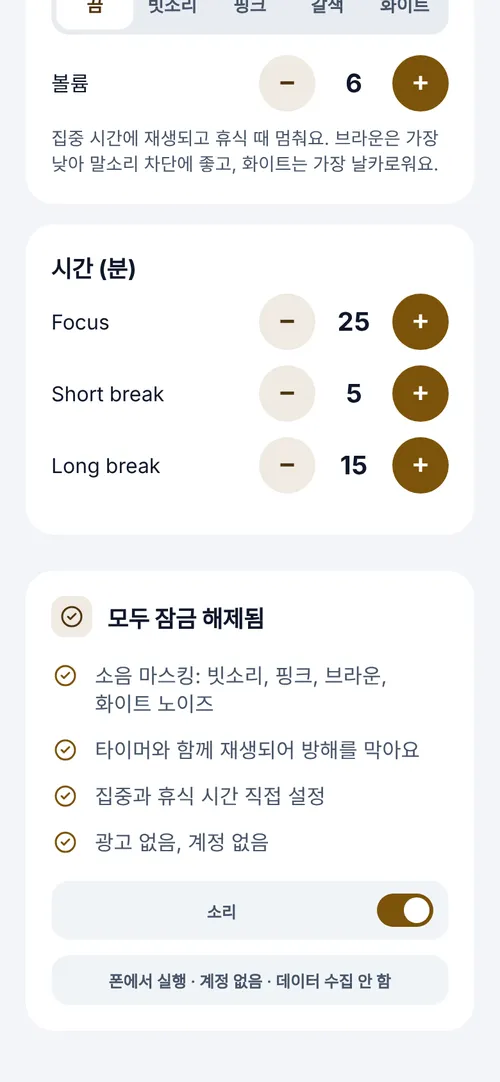 끔 빗소리 핑크 갈색 화이트
볼륨 − 6 +
집중 시간에 재생되고 휴식 때 멈춰요. 브라운은 가장
낮아 말소리 차단에 좋고, 화이트는 가장 날카로워요.
시간 (분)
Focus − 25 +
Short break − 5 +
Long break − 15 +
모두 잠금 해제됨
소음 마스킹: 빗소리, 핑크, 브라운,
화이트 노이즈
타이머와 함께 재생되어 방해를 막아요
집중과 휴식 시간 직접 설정
광고 없음, 계정 없음
소리
폰에서 실행 · 계정 없음 · 데이터 수집 안 함